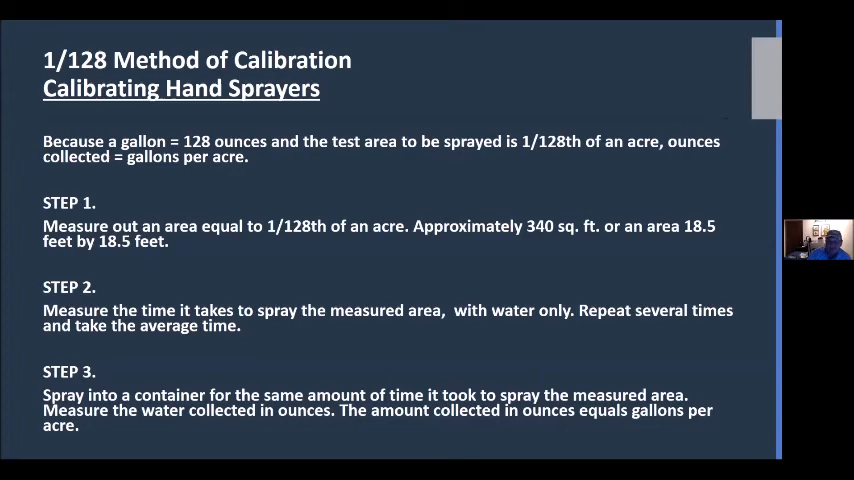 1/128 Method of Calibration
Calibrating Hand Sprayers
Because a gallon = 128 ounces and the test area to be sprayed is 1/128th of an acre, ounces
collected = gallons per acre.
STEP 1.
Measure out an area equal to 1/128th of an acre. Approximately 340 sq. ft. or an area 18.5
feet by 18.5 feet.
STEP 2.
Measure the time it takes to spray the measured area,  with water only. Repeat several times
and take the average time.
STEP 3.
Spray into a container for the same amount of time it took to spray the measured area.
Measure the water collected in ounces. The amount collected in ounces equals gallons per
acre.